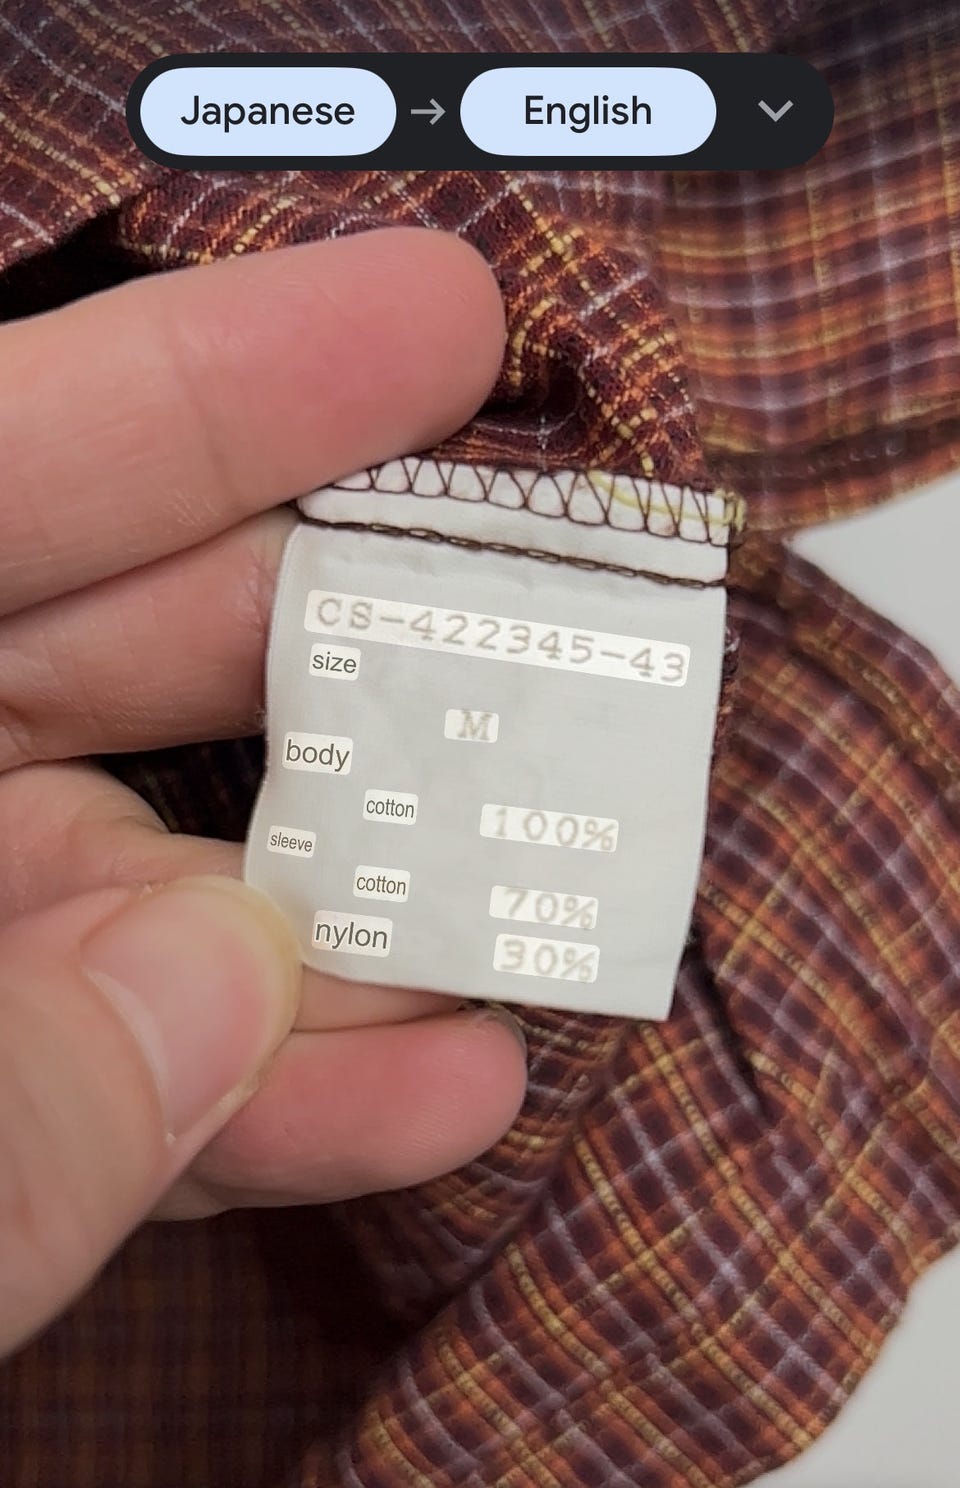 Japanese → English
CS-422345-43
size
M
body
cotton 100%
sleeve
cotton 70%
nylon 30%